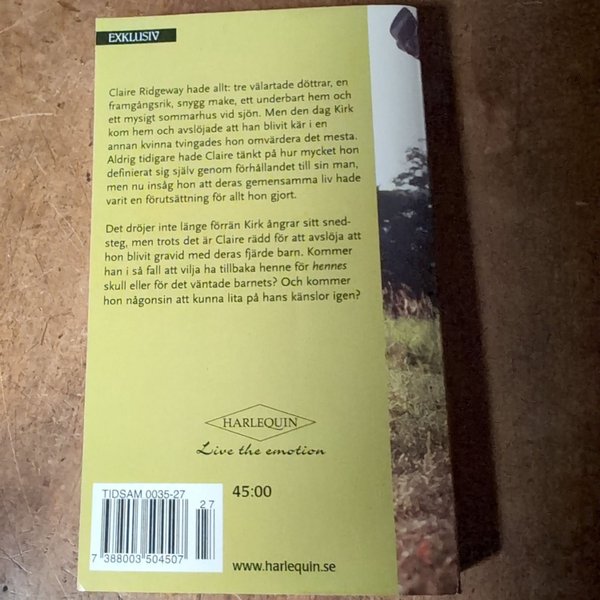 EXKLUSIV
Claire Ridgeway hade allt: tre välartade döttrar, en
framgångsrik, snygg make, ett underbart hem och
ett mysigt sommarhus vid sjön. Men den dag Kirk
kom hem och avslöjade att han blivit kär i en
annan kvinna tvingades hon omvärdera det mesta.
Aldrig tidigare hade Claire tänkt på hur mycket hon
definierat sig själv genom förhållandet till sin man,
men nu insåg hon att deras gemensamma liv hade
varit en förutsättning för allt hon gjort.
Det dröjer inte länge förrän Kirk ångrar sitt sned-
steg, men trots det är Claire rädd för att avslöja att
hon blivit gravid med deras fjärde barn. Kommer
han i så fall att vilja ha tillbaka henne för hennes
skull eller för det väntade barnets? Och kommer
hon någonsin att kunna lita på hans känslor igen?
HARLEQUIN
Live the emotion
TIDSAM 0035-27
27
7 388003 504507
45:00
www.harlequin.se